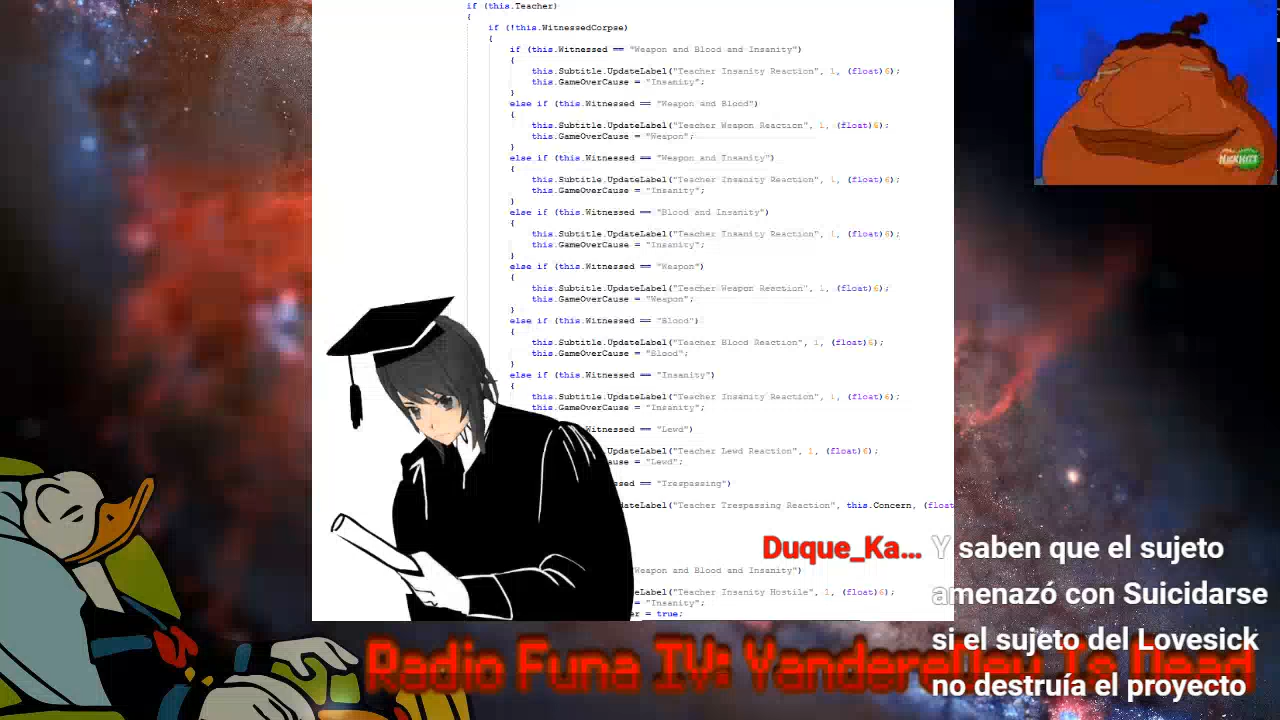 if (this.Teacher)
{
if (!this.WitnessedCorpse)
{
if (this.Witnessed == "Weapon and Blood and Insanity")
{
this.Subtitle.UpdateLabel("Teacher Insanity Reaction", 1, (float)6);
this.GameOverCause = "Insanity";
}
else if (this.Witnessed == "Weapon and Blood")
{
this.Subtitle.UpdateLabel("Teacher Weapon Reaction", 1, (float)6);
this.GameOverCause = "Weapon";
}
else if (this.Witnessed == "Weapon and Insanity")
{
this.Subtitle.UpdateLabel("Teacher Insanity Reaction", 1, (float)6);
this.GameOverCause = "Insanity";
}
else if (this.Witnessed == "Blood and Insanity")
{
this.Subtitle.UpdateLabel("Teacher Insanity Reaction", 1, (float)6);
this.GameOverCause = "Insanity";
}
else if (this.Witnessed == "Weapon")
{
this.Subtitle.UpdateLabel("Teacher Weapon Reaction", 1, (float)6);
this.GameOverCause = "Weapon";
}
else if (this.Witnessed == "Blood")
{
this.Subtitle.UpdateLabel("Teacher Blood Reaction", 1, (float)6);
this.GameOverCause = "Blood";
}
else if (this.Witnessed == "Insanity")
{
this.Subtitle.UpdateLabel("Teacher Insanity Reaction", 1, (float)6);
this.GameOverCause = "Insanity";
itnessed == "Lewd")
UpdateLabel("Teacher Lewd Reaction", 1, (float)6);
ause = "Lewd";
ssed == "Trespassing")
dateLabel("Teacher Trespassing Reaction", this.Concern, (float
"Weapon and Blood and Insanity")
eLabel("Teacher Insanity Hostile", 1, (float)6);
= "Insanity";
er = true;
NICKHITZ
Duque_Ka... Y saben que el sujeto
amenazó con Suicidarse
si el sujeto del Lovesick
no destruía el proyecto
Radio Funa IV: YandereDev Is Dead